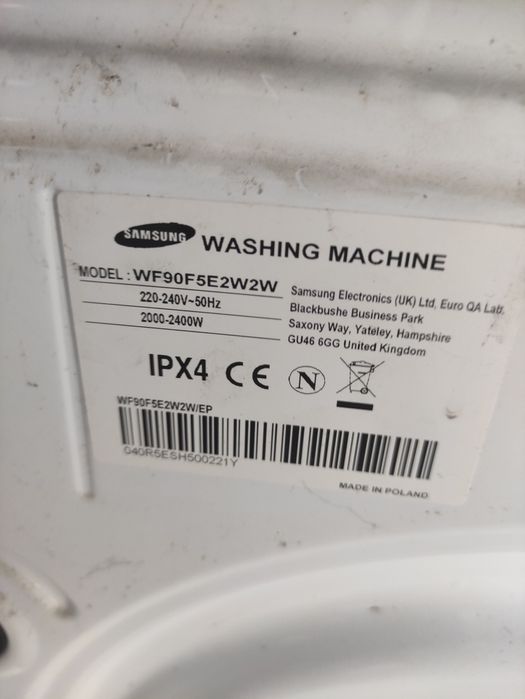 SAMSUNG WASHING MACHINE
MODEL : WF90F5E2W2W
220-240V~50Hz
2000-2400W
Samsung Electronics (UK) Ltd, Euro QA Lab.
Blackbushe Business Park
Saxony Way, Yateley, Hampshire
GU46 6GG United Kingdom
IPX4 CE N
WF90F5E2W2W/EP
040R5ESH500221Y
MADE IN POLAND